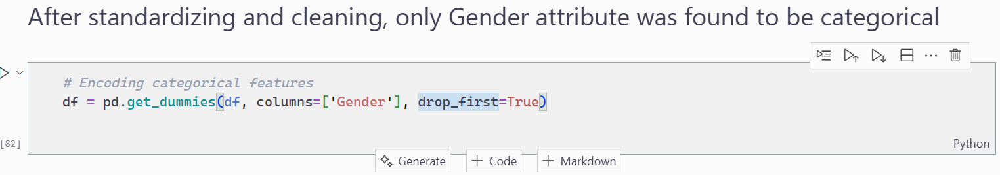 After standardizing and cleaning, only Gender attribute was found to be categorical
# Encoding categorical features
df = pd.get_dummies(df, columns=['Gender'], drop_first=True)
[82]
Python
Generate
Code
Markdown